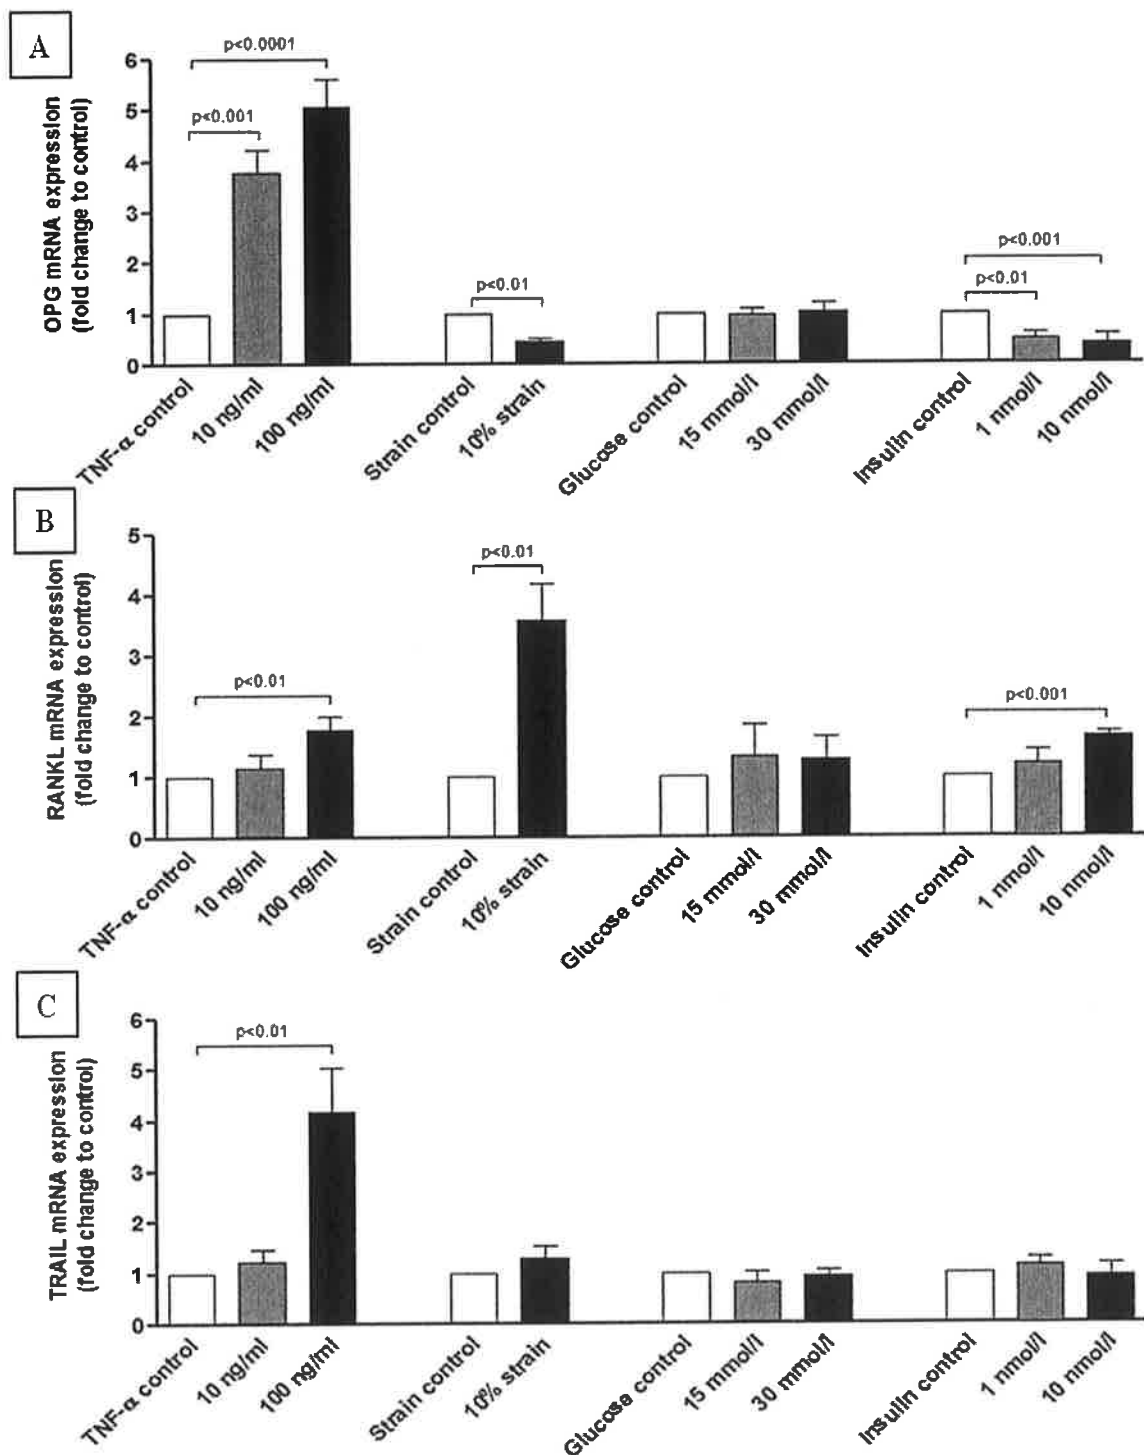 A
OPG mRNA expression
(fold change to control)
6
5
4
3
2
1
0
p<0.0001
p<0.001
p<0.01
p<0.001
p<0.01
TNF-α control
10 ng/ml
100 ng/ml
Strain control
10% strain
Glucose control
15 mmol/l
30 mmol/l
Insulin control
1 nmol/l
10 nmol/l
B
RANKL mRNA expression
(fold change to control)
5
4
3
2
1
0
p<0.01
p<0.01
p<0.001
TNF-α control
10 ng/ml
100 ng/ml
Strain control
10% strain
Glucose control
15 mmol/l
30 mmol/l
Insulin control
1 nmol/l
10 nmol/l
C
TRAIL mRNA expression
(fold change to control)
6
5
4
3
2
1
0
p<0.01
TNF-α control
10 ng/ml
100 ng/ml
Strain control
10% strain
Glucose control
15 mmol/l
30 mmol/l
Insulin control
1 nmol/l
10 nmol/l